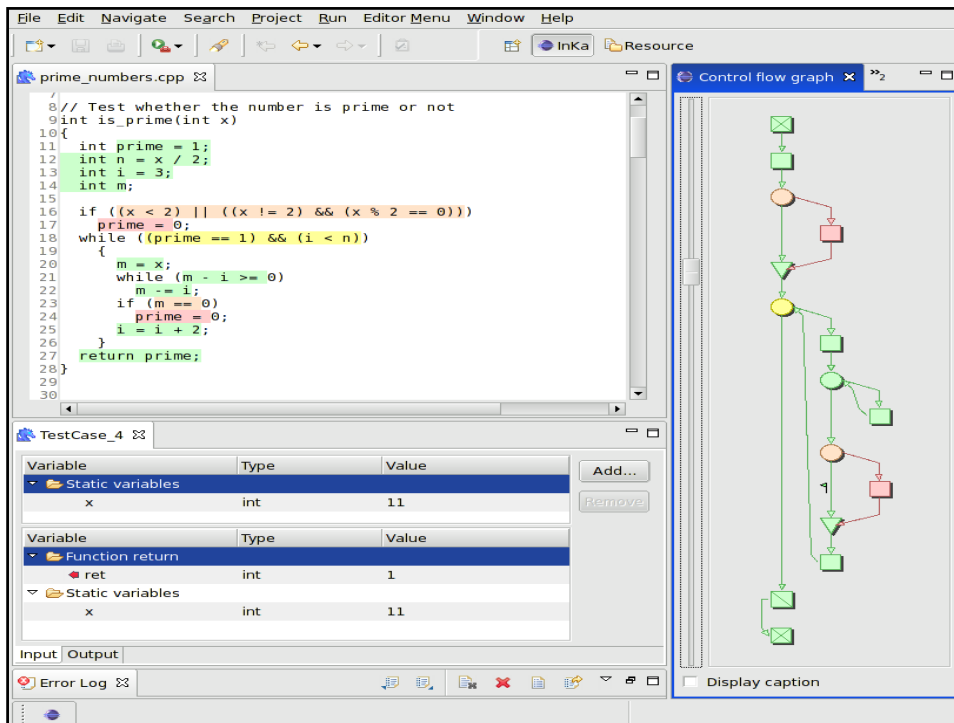 File Edit Navigate Search Project Run Editor Menu Window Help
InKa Resource
prime_numbers.cpp
7
8// Test whether the number is prime or not
9int is_prime(int x)
10{
11 int prime = 1;
12 int n = x / 2;
13 int i = 3;
14 int m;
15
16 if ((x < 2) || ((x != 2) && (x % 2 == 0)))
17 prime = 0;
18 while ((prime == 1) && (i < n))
19 {
20 m = x;
21 while (m - i >= 0)
22 m -= i;
23 if (m == 0)
24 prime = 0;
25 i = i + 2;
26 }
27 return prime;
28}
29
30
Control flow graph »2
TestCase_4
Variable Type Value
Static variables
x int 11
Add...
Remove
Variable Type Value
Function return
ret int 1
Static variables
x int 11
Input Output
Error Log
Display caption